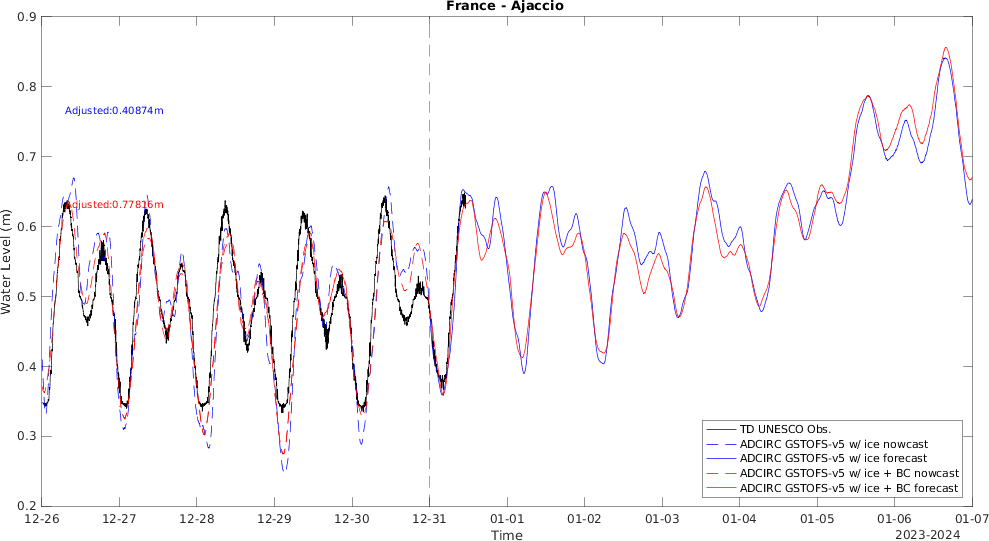 France - Ajaccio
Water Level (m)
0.9
0.8
0.7
0.6
0.5
0.4
0.3
0.2
Adjusted:0.40874m
Adjusted:0.77816m
TD UNESCO Obs.
ADCIRC GSTOFS-v5 w/ ice nowcast
ADCIRC GSTOFS-v5 w/ ice forecast
ADCIRC GSTOFS-v5 w/ ice + BC nowcast
ADCIRC GSTOFS-v5 w/ ice + BC forecast
12-26 12-27 12-28 12-29 12-30 12-31 01-01 01-02 01-03 01-04 01-05 01-06 01-07
Time
2023-2024